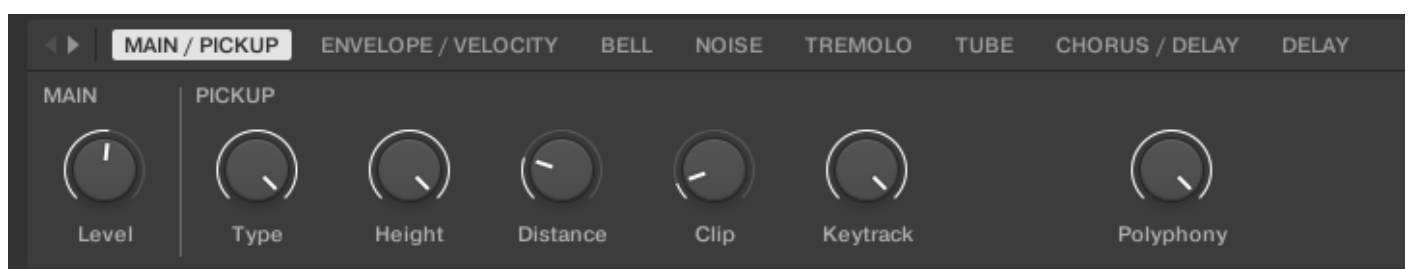 MAIN / PICKUP ENVELOPE / VELOCITY BELL NOISE TREMOLO TUBE CHORUS / DELAY DELAY
MAIN PICKUP
Level Type Height Distance Clip Keytrack Polyphony